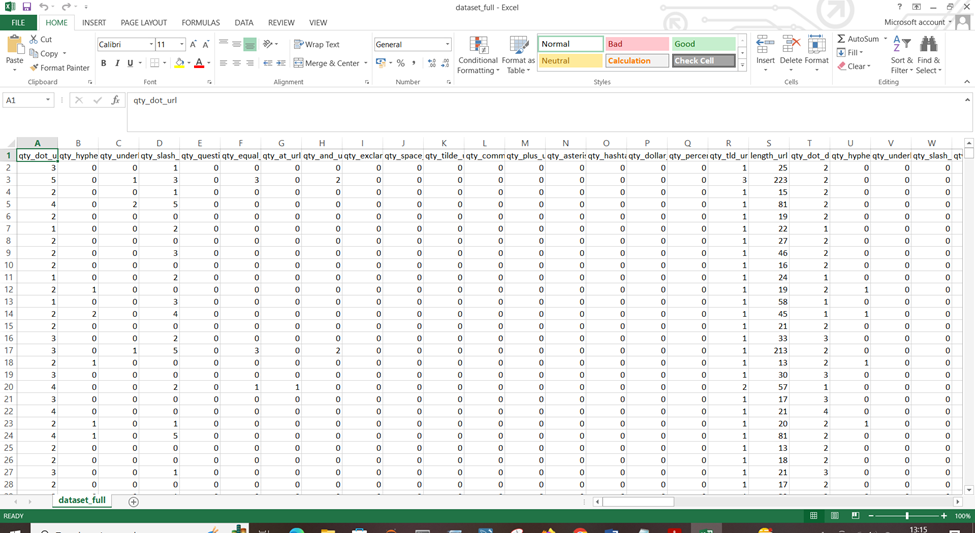 dataset_full - Excel
FILE HOME INSERT PAGE LAYOUT FORMULAS DATA REVIEW VIEW Microsoft account
Cut Calibri 11 A A Wrap Text General Normal Bad Good AutoSum
Copy Fill
Paste Format Painter B I U A Merge & Center % Conditional Formatting Format as Table Neutral Calculation Check Cell Insert Delete Format Clear Sort & Filter Find & Select
Clipboard Font Alignment Number Styles Cells Editing
A1 fx qty_dot_url
A B C D E F G H I J K L M N O P Q R S T U V W
1 qty_dot_u qty_hyphe qty_underl qty_slash_ qty_questi qty_equal_ qty_at_url qty_and_u qty_exclar qty_space_ qty_tilde_u qty_comm qty_plus_u qty_asteris qty_hashta qty_dollar_ qty_percer qty_tld_ur length_url qty_dot_d qty_hyphe qty_underl qty_slash_ qt
2 3 0 0 1 0 0 0 0 0 0 0 0 0 0 0 0 0 1 25 2 0 0 0
3 5 0 1 3 0 3 0 2 0 0 0 0 0 0 0 0 0 3 223 2 0 0 0
4 2 0 0 1 0 0 0 0 0 0 0 0 0 0 0 0 0 1 15 2 0 0 0
5 4 0 2 5 0 0 0 0 0 0 0 0 0 0 0 0 0 1 81 2 0 0 0
6 2 0 0 0 0 0 0 0 0 0 0 0 0 0 0 0 0 1 19 2 0 0 0
7 1 0 0 2 0 0 0 0 0 0 0 0 0 0 0 0 0 1 22 1 0 0 0
8 2 0 0 0 0 0 0 0 0 0 0 0 0 0 0 0 0 1 27 2 0 0 0
9 2 0 0 3 0 0 0 0 0 0 0 0 0 0 0 0 0 1 46 2 0 0 0
10 2 0 0 0 0 0 0 0 0 0 0 0 0 0 0 0 0 1 16 2 0 0 0
11 1 0 0 2 0 0 0 0 0 0 0 0 0 0 0 0 0 1 24 1 0 0 0
12 2 1 0 0 0 0 0 0 0 0 0 0 0 0 0 0 0 1 19 2 1 0 0
13 1 0 0 3 0 0 0 0 0 0 0 0 0 0 0 0 0 1 58 1 0 0 0
14 2 2 0 4 0 0 0 0 0 0 0 0 0 0 0 0 0 1 45 1 1 0 0
15 2 0 0 0 0 0 0 0 0 0 0 0 0 0 0 0 0 1 21 2 0 0 0
16 3 0 0 2 0 0 0 0 0 0 0 0 0 0 0 0 0 1 33 3 0 0 0
17 3 0 1 5 0 3 0 2 0 0 0 0 0 0 0 0 0 1 213 2 0 0 0
18 2 1 0 0 0 0 0 0 0 0 0 0 0 0 0 0 0 1 13 2 1 0 0
19 3 0 0 0 0 0 0 0 0 0 0 0 0 0 0 0 0 1 30 3 0 0 0
20 4 0 0 2 0 1 1 0 0 0 0 0 0 0 0 0 0 2 57 1 0 0 0
21 3 0 0 0 0 0 0 0 0 0 0 0 0 0 0 0 0 1 17 3 0 0 0
22 4 0 0 0 0 0 0 0 0 0 0 0 0 0 0 0 0 1 21 4 0 0 0
23 2 1 0 1 0 0 0 0 0 0 0 0 0 0 0 0 0 1 20 2 1 0 0
24 4 1 0 5 0 0 0 0 0 0 0 0 0 0 0 0 0 1 81 2 0 0 0
25 2 0 0 0 0 0 0 0 0 0 0 0 0 0 0 0 0 1 13 2 0 0 0
26 2 0 0 0 0 0 0 0 0 0 0 0 0 0 0 0 0 1 18 2 0 0 0
27 3 0 0 1 0 0 0 0 0 0 0 0 0 0 0 0 0 1 21 3 0 0 0
28 2 0 0 0 0 0 0 0 0 0 0 0 0 0 0 0 0 1 17 2 0 0 0
dataset_full
READY 100%
13:15